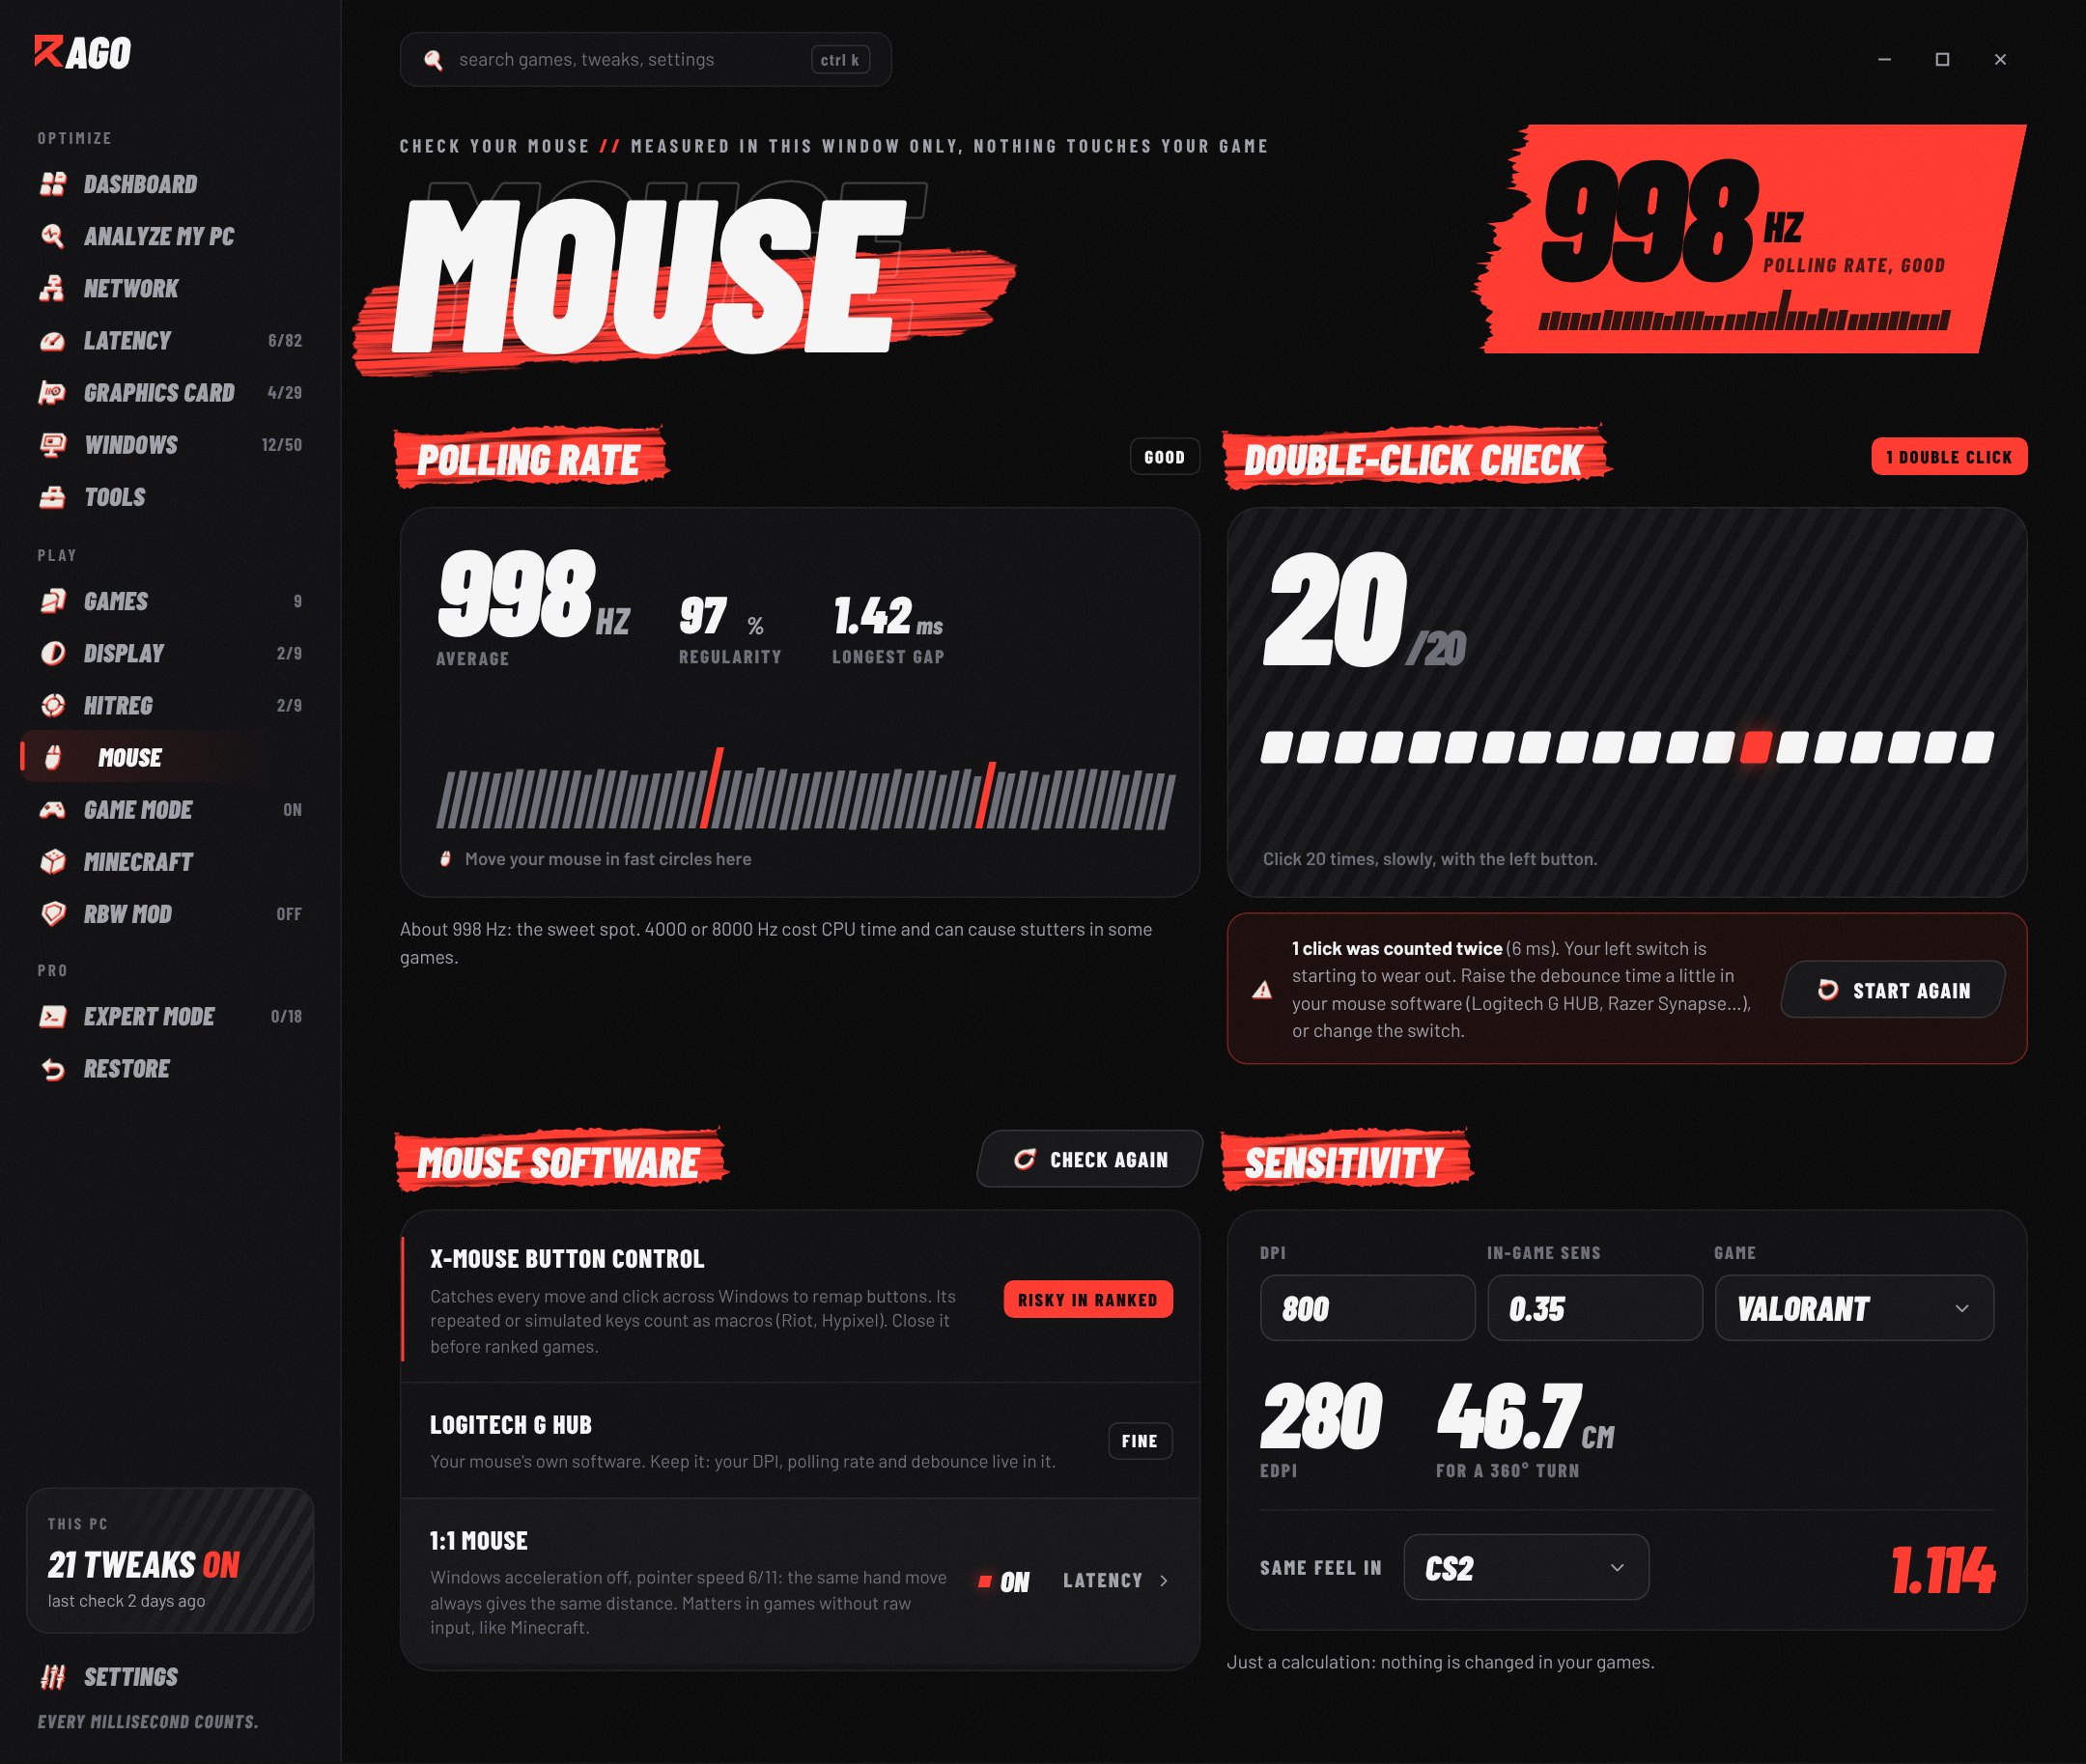 RAGO
search games, tweaks, settings
ctrl k
OPTIMIZE
DASHBOARD
ANALYZE MY PC
NETWORK
LATENCY 6/82
GRAPHICS CARD 4/29
WINDOWS 12/50
TOOLS
PLAY
GAMES 9
DISPLAY 2/9
HITREG 2/9
MOUSE
GAME MODE ON
MINECRAFT
RBW MOD OFF
PRO
EXPERT MODE 0/18
RESTORE
THIS PC
21 TWEAKS ON
last check 2 days ago
SETTINGS
EVERY MILLISECOND COUNTS.
CHECK YOUR MOUSE // MEASURED IN THIS WINDOW ONLY, NOTHING TOUCHES YOUR GAME
MOUSE
998 HZ
POLLING RATE, GOOD
POLLING RATE
GOOD
998 HZ
AVERAGE
97 %
REGULARITY
1.42 ms
LONGEST GAP
Move your mouse in fast circles here
About 998 Hz: the sweet spot. 4000 or 8000 Hz cost CPU time and can cause stutters in some
games.
DOUBLE-CLICK CHECK
1 DOUBLE CLICK
20/20
Click 20 times, slowly, with the left button.
1 click was counted twice (6 ms). Your left switch is
starting to wear out. Raise the debounce time a little in
your mouse software (Logitech G HUB, Razer Synapse...),
or change the switch.
START AGAIN
MOUSE SOFTWARE
CHECK AGAIN
X-MOUSE BUTTON CONTROL
Catches every move and click across Windows to remap buttons. Its
repeated or simulated keys count as macros (Riot, Hypixel). Close it
before ranked games.
RISKY IN RANKED
LOGITECH G HUB
Your mouse's own software. Keep it: your DPI, polling rate and debounce live in it.
FINE
1:1 MOUSE
Windows acceleration off, pointer speed 6/11: the same hand move
always gives the same distance. Matters in games without raw
input, like Minecraft.
ON
LATENCY
SENSITIVITY
DPI
800
IN-GAME SENS
0.35
GAME
VALORANT
280
EDPI
46.7 CM
FOR A 360° TURN
SAME FEEL IN
CS2
1.114
Just a calculation: nothing is changed in your games.